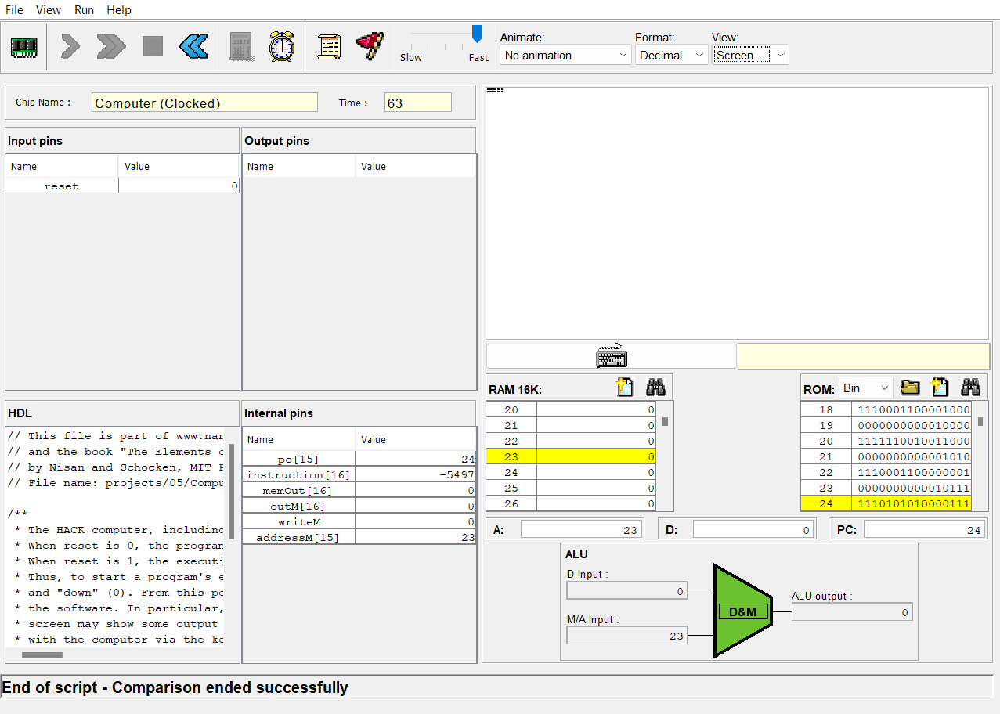 File View Run Help
Slow Fast
Animate: Format: View:
No animation Decimal Screen
Chip Name : Computer (Clocked) Time : 63
Input pins
Name Value
reset 0
Output pins
Name Value
HDL
// This file is part of www.nan
// and the book "The Elements o
// by Nisan and Schocken, MIT P
// File name: projects/05/Compu
/**
* The HACK computer, including
* When reset is 0, the program
* When reset is 1, the executi
* Thus, to start a program's e
* and "down" (0). From this po
* the software. In particular,
* screen may show some output
* with the computer via the ke
Internal pins
Name Value
pc[15] 24
instruction[16] -5497
memOut[16] 0
outM[16] 0
writeM 0
addressM[15] 23
RAM 16K:
20 0
21 0
22 0
23 0
24 0
25 0
26 0
ROM: Bin
18 1110001100001000
19 0000000000010000
20 1111110010011000
21 0000000000001010
22 1110001100000001
23 0000000000010111
24 1110101010000111
A: 23 D: 0 PC: 24
ALU
D Input :
0
M/A Input :
23
D&M
ALU output :
0
End of script - Comparison ended successfully